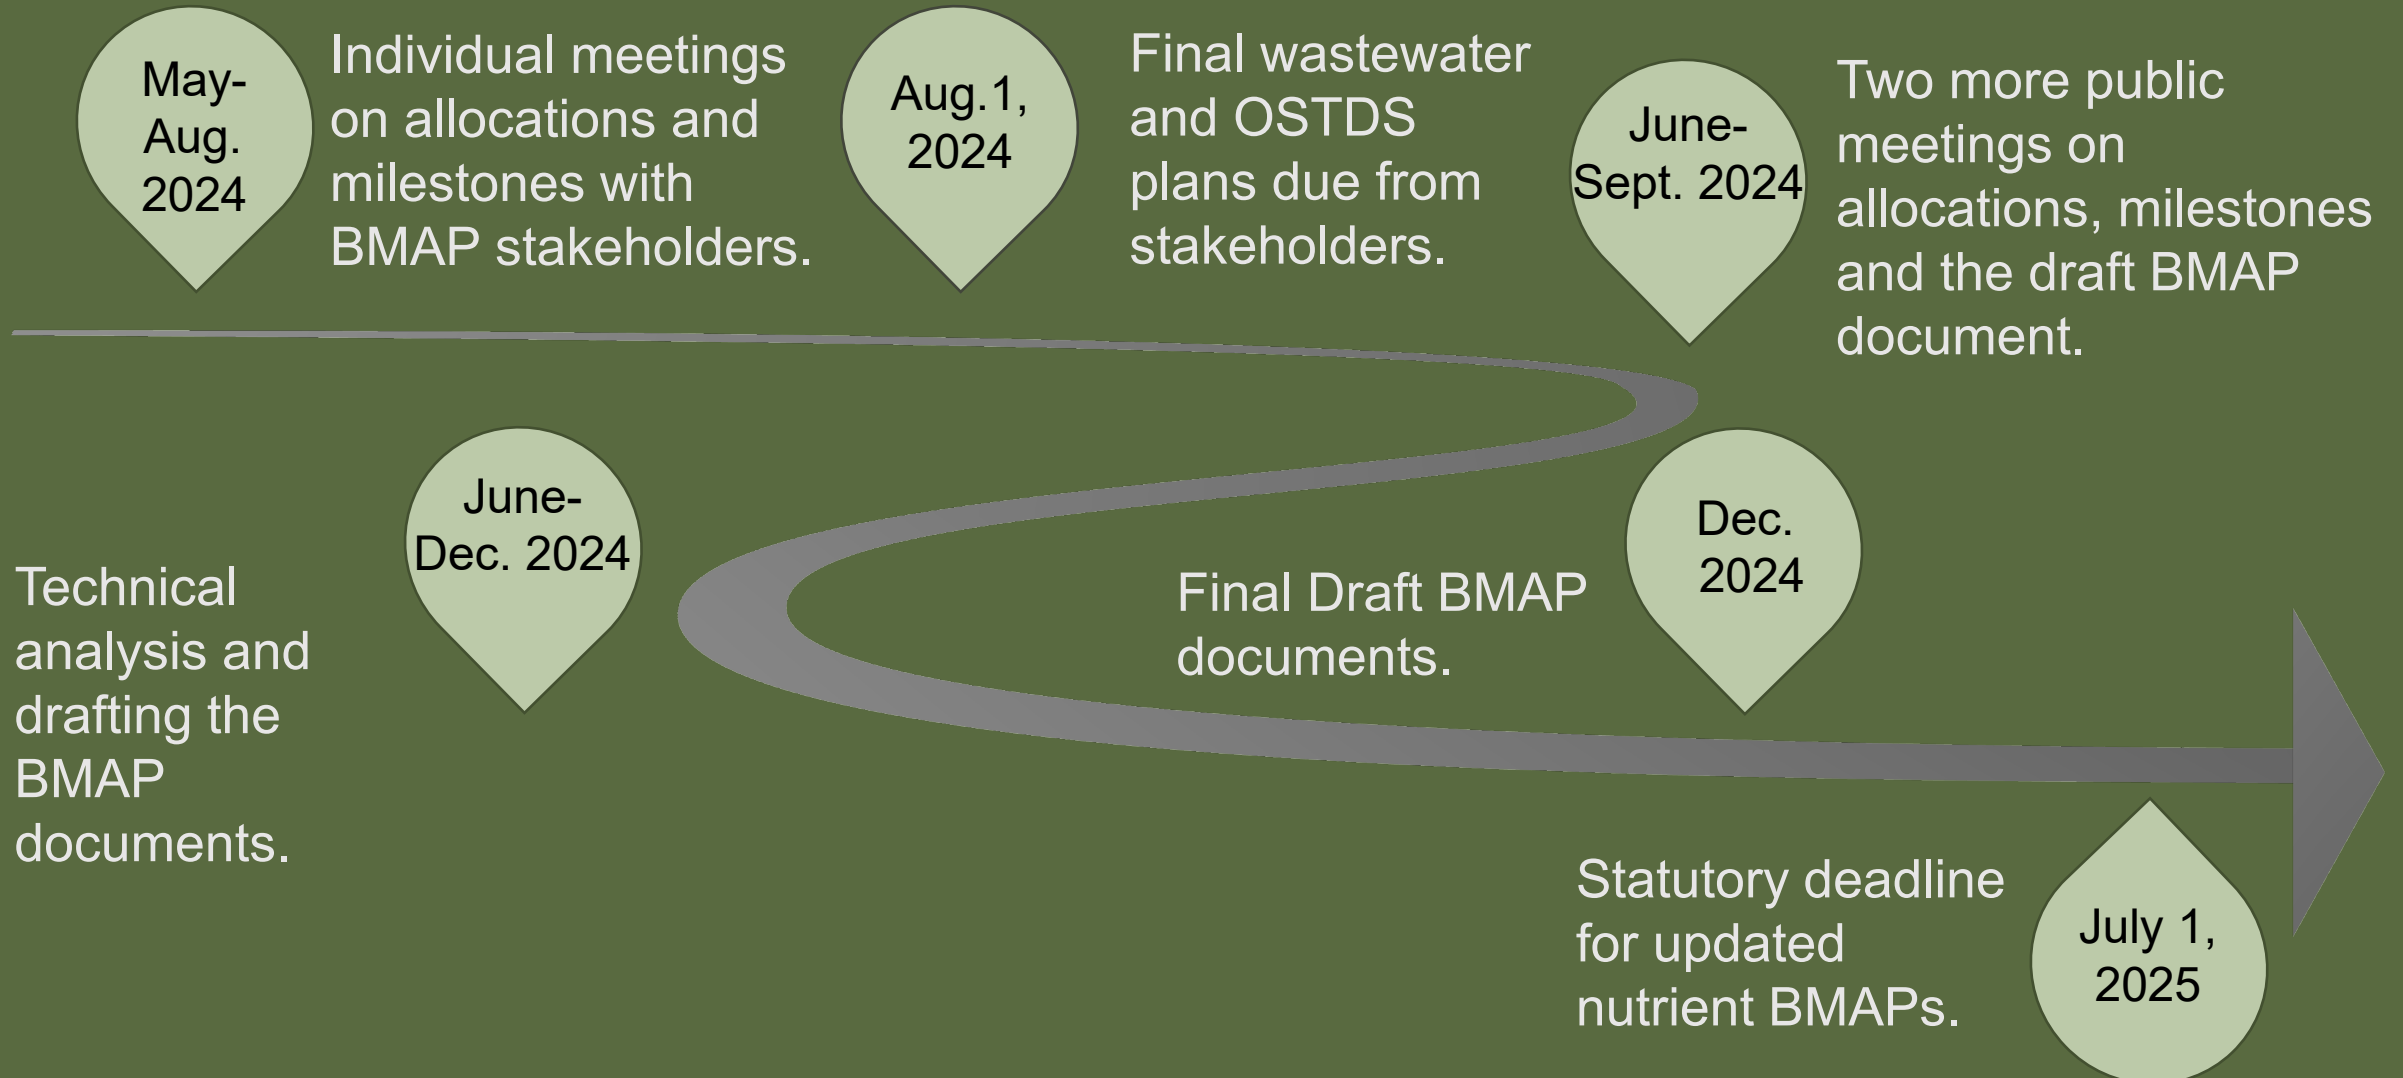 May-
Aug.
2024
Individual meetings
on allocations and
milestones with
BMAP stakeholders.
Aug.1,
2024
Final wastewater
and OSTDS
plans due from
stakeholders.
June-
Sept. 2024
Two more public
meetings on
allocations, milestones
and the draft BMAP
document.
June-
Dec. 2024
Technical
analysis and
drafting the
BMAP
documents.
Dec.
2024
Final Draft BMAP
documents.
July 1,
2025
Statutory deadline
for updated
nutrient BMAPs.